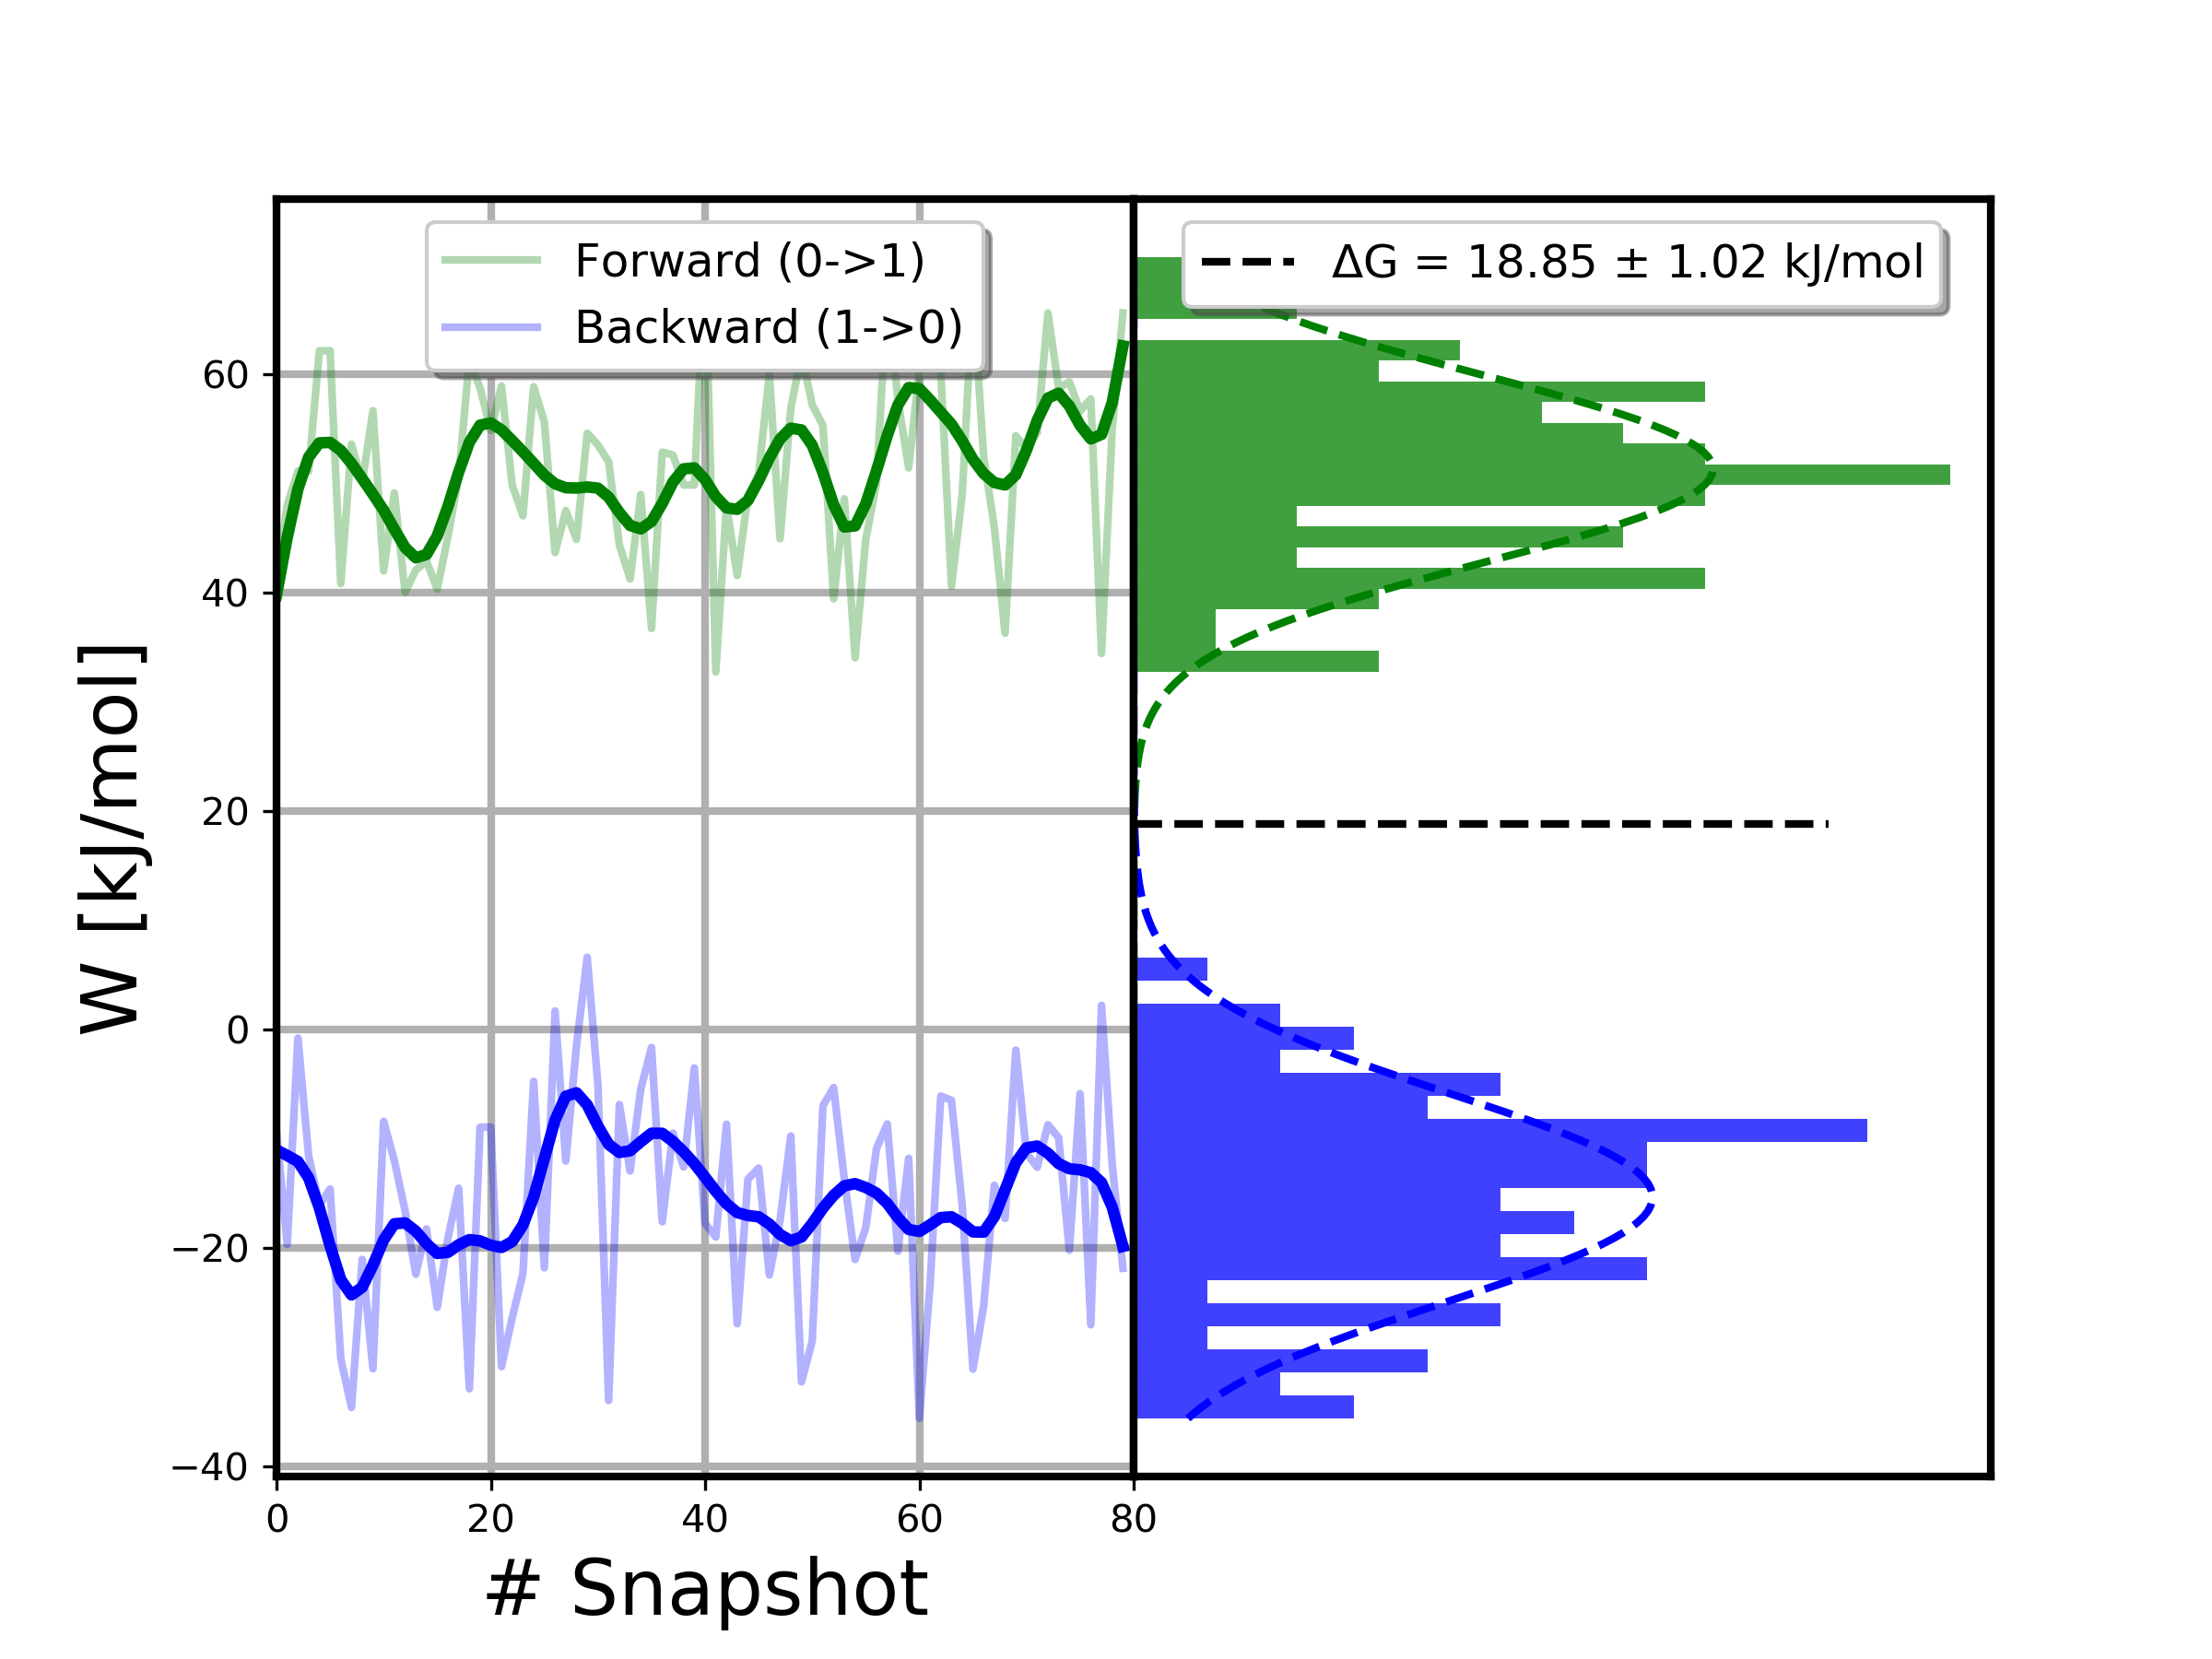 Forward (0->1)
Backward (1->0)
ΔG = 18.85 ± 1.02 kJ/mol
W [kJ/mol]
60
40
20
0
−20
−40
0 20 40 60 80
# Snapshot